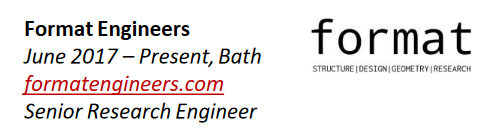 Format Engineers
June 2017 – Present, Bath
formatengineers.com
Senior Research Engineer
format
STRUCTURE|DESIGN|GEOMETRY|RESEARCH